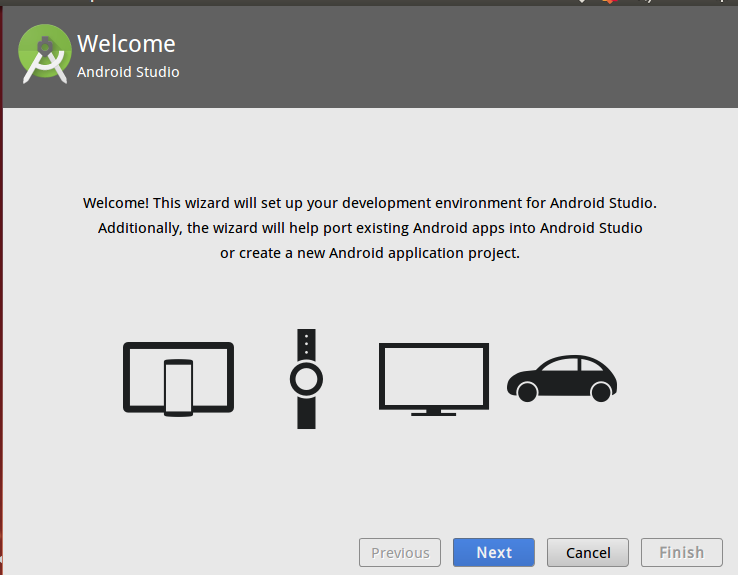 Welcome
Android Studio
Welcome! This wizard will set up your development environment for Android Studio.
Additionally, the wizard will help port existing Android apps into Android Studio
or create a new Android application project.
Previous
Next
Cancel
Finish